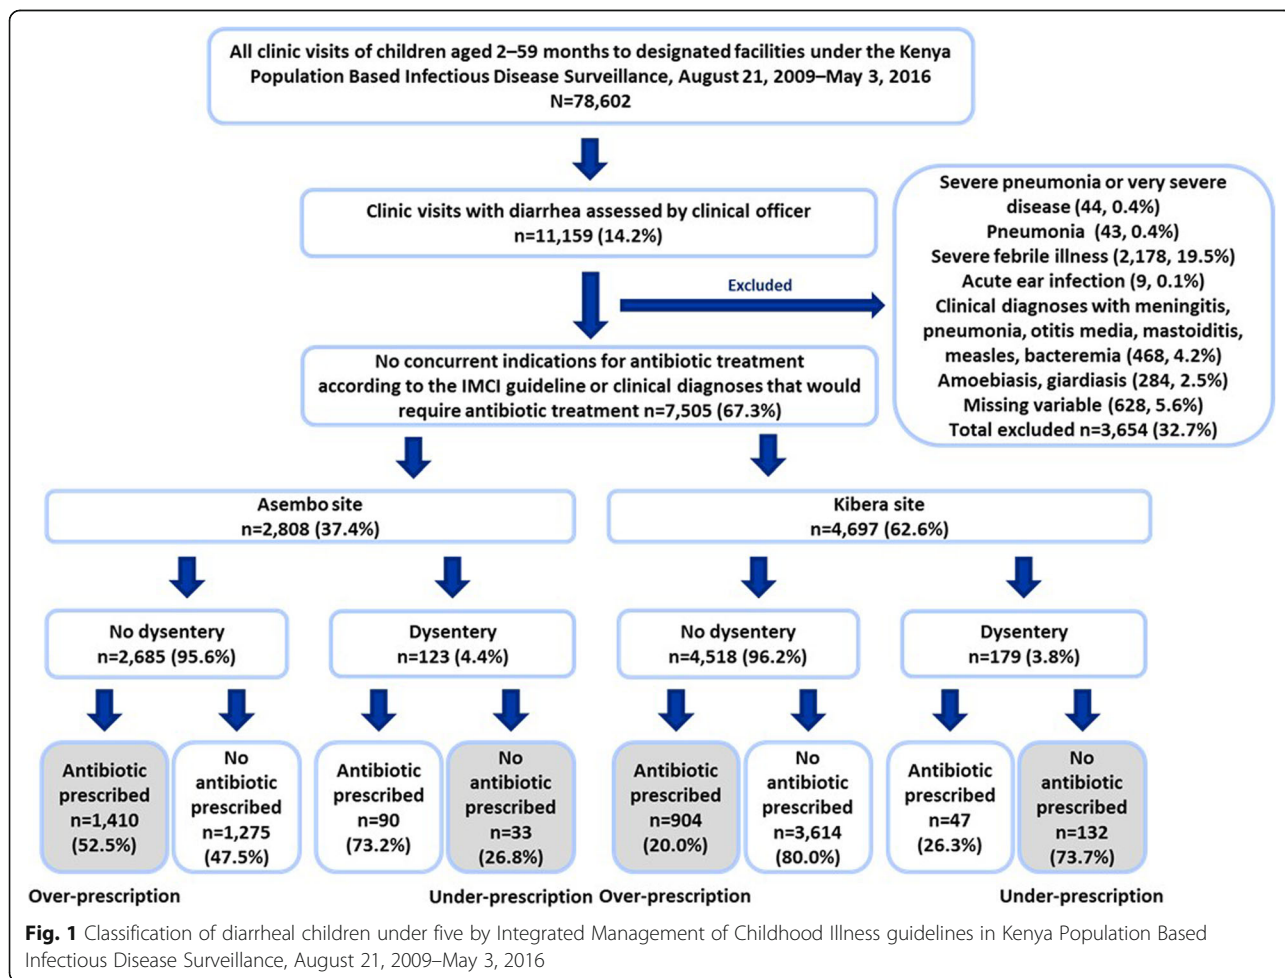 All clinic visits of children aged 2–59 months to designated facilities under the Kenya
Population Based Infectious Disease Surveillance, August 21, 2009–May 3, 2016
N=78,602
Clinic visits with diarrhea assessed by clinical officer
n=11,159 (14.2%)
Excluded
Severe pneumonia or very severe
disease (44, 0.4%)
Pneumonia (43, 0.4%)
Severe febrile illness (2,178, 19.5%)
Acute ear infection (9, 0.1%)
Clinical diagnoses with meningitis,
pneumonia, otitis media, mastoiditis,
measles, bacteremia (468, 4.2%)
Amoebiasis, giardiasis (284, 2.5%)
Missing variable (628, 5.6%)
Total excluded n=3,654 (32.7%)
No concurrent indications for antibiotic treatment
according to the IMCI guideline or clinical diagnoses that would
require antibiotic treatment n=7,505 (67.3%)
Asembo site
n=2,808 (37.4%)
Kibera site
n=4,697 (62.6%)
No dysentery
n=2,685 (95.6%)
Dysentery
n=123 (4.4%)
No dysentery
n=4,518 (96.2%)
Dysentery
n=179 (3.8%)
Antibiotic
prescribed
n=1,410
(52.5%)
No
antibiotic
prescribed
n=1,275
(47.5%)
Antibiotic
prescribed
n=90
(73.2%)
No
antibiotic
prescribed
n=33
(26.8%)
Antibiotic
prescribed
n=904
(20.0%)
No
antibiotic
prescribed
n=3,614
(80.0%)
Antibiotic
prescribed
n=47
(26.3%)
No
antibiotic
prescribed
n=132
(73.7%)
Over-prescription
Under-prescription
Over-prescription
Under-prescription
Fig. 1 Classification of diarrheal children under five by Integrated Management of Childhood Illness guidelines in Kenya Population Based
Infectious Disease Surveillance, August 21, 2009–May 3, 2016